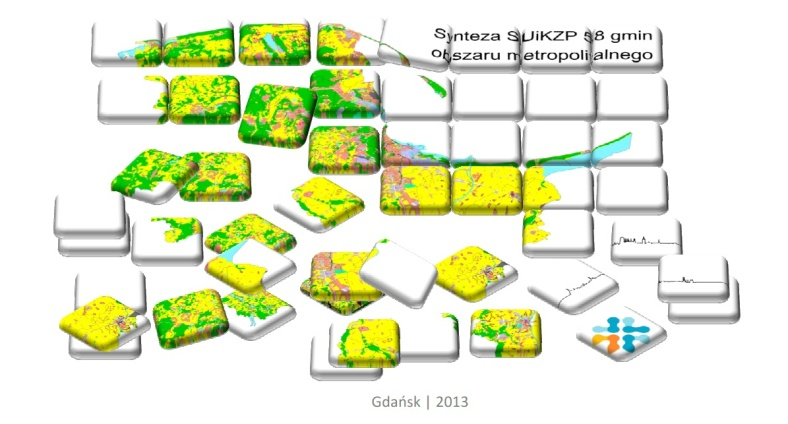 Synteza SUiKZP 58 gmin
obszaru metropolitalnego
Gdańsk | 2013